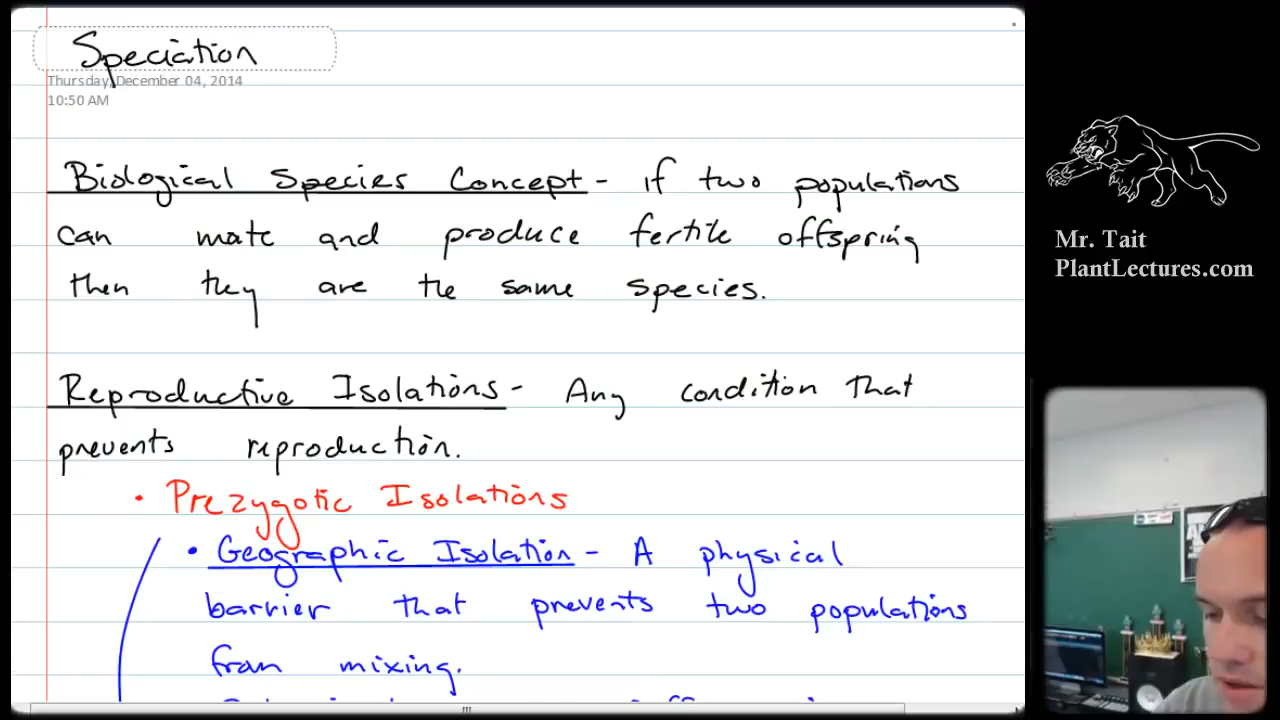 Speciation
Thursday, December 04, 2014
10:50 AM
Biological Species Concept - if two populations
can mate and produce fertile offspring
then they are the same species.
Reproductive Isolations - Any condition that
prevents reproduction.
• Prezygotic Isolations
• Geographic Isolation - A physical
barrier that prevents two populations
from mixing.
Mr. Tait
PlantLectures.com